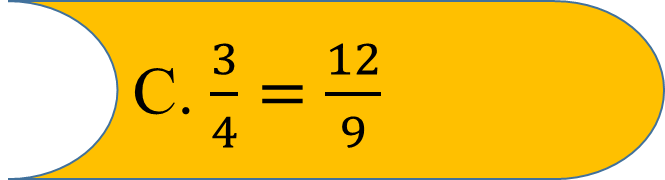 C. 3/4 = 12/9